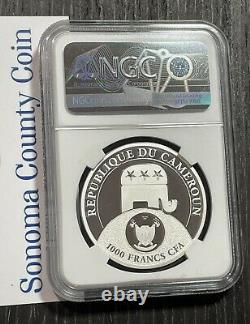 Sonoma County Coin
NGC
REPUBLIQUE DU CAMEROUN
1000 FRANCS CFA